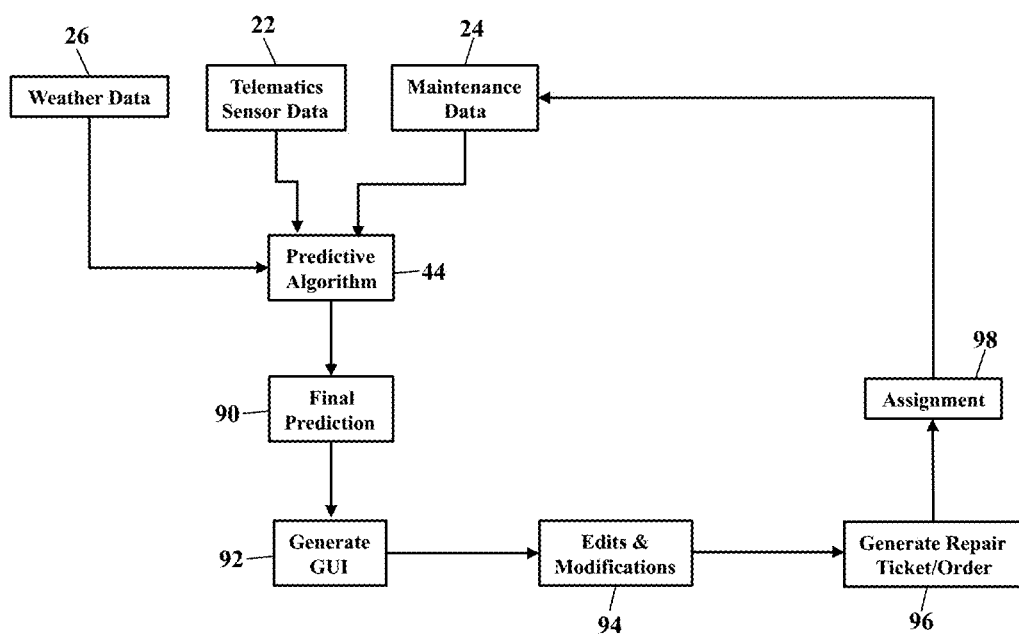 26
22
24
Weather Data
Telematics
Sensor Data
Maintenance
Data
Predictive
Algorithm
44
98
Assignment
90
Final
Prediction
92
Generate
GUI
Edits &
Modifications
94
Generate Repair
Ticket/Order
96